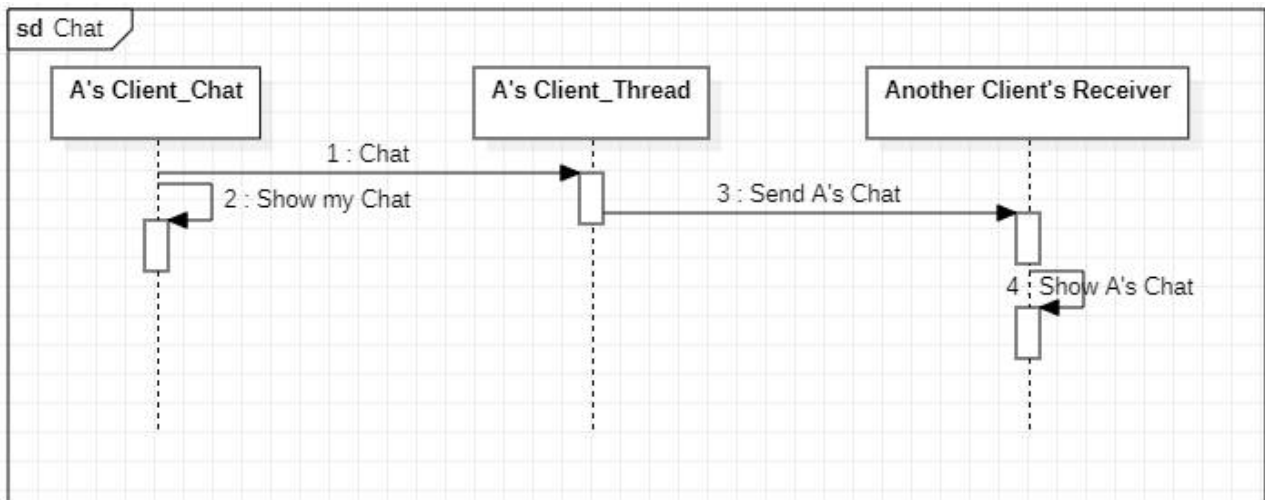 sd Chat
A's Client_Chat
A's Client_Thread
Another Client's Receiver
1 : Chat
2 : Show my Chat
3 : Send A's Chat
4 : Show A's Chat